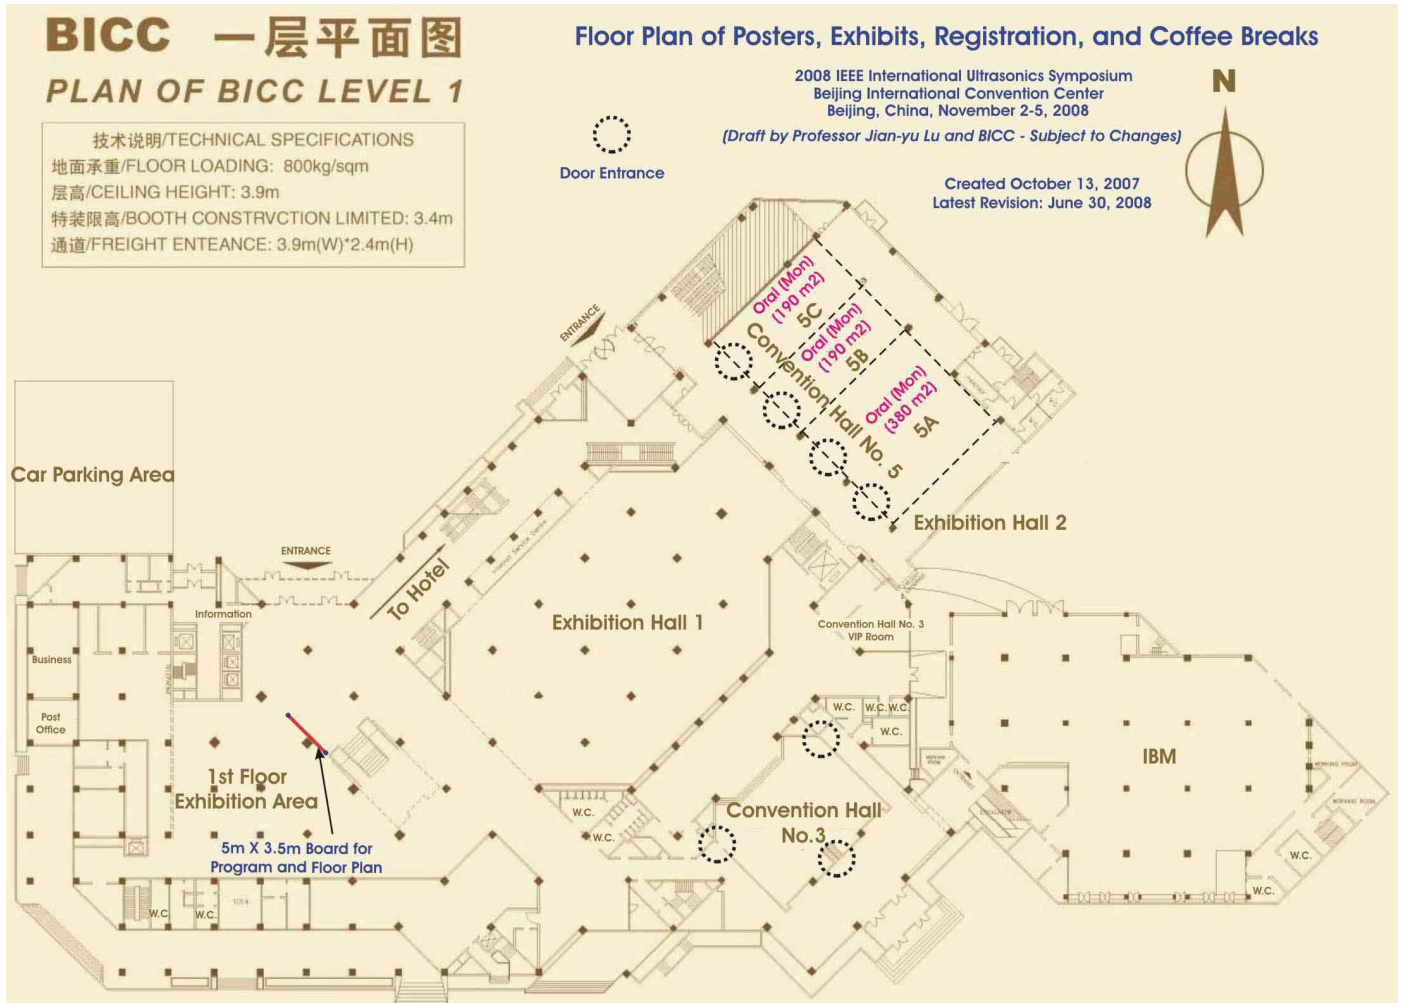 BICC 一层平面图
PLAN OF BICC LEVEL 1
技术说明/TECHNICAL SPECIFICATIONS
地面承重/FLOOR LOADING: 800kg/sqm
层高/CEILING HEIGHT: 3.9m
特装限高/BOOTH CONSTRVCTION LIMITED: 3.4m
通道/FREIGHT ENTEANCE: 3.9m(W)*2.4m(H)
Floor Plan of Posters, Exhibits, Registration, and Coffee Breaks
2008 IEEE International Ultrasonics Symposium
Beijing International Convention Center
Beijing, China, November 2-5, 2008
(Draft by Professor Jian-yu Lu and BICC - Subject to Changes)
Created October 13, 2007
Latest Revision: June 30, 2008
N
Door Entrance
ENTRANCE
Oral (Mon)
(190 m2)
5C
Oral (Mon)
(190 m2)
5B
Oral (Mon)
(380 m2)
5A
Convention Hall No. 5
Exhibition Hall 2
Car Parking Area
ENTRANCE
To Hotel
Internet Service Centre
Information
Exhibition Hall 1
Convention Hall No. 3
VIP Room
Business
Post
Office
W.C.
W.C.
W.C.
W.C.
IBM
1st Floor
Exhibition Area
5m X 3.5m Board for
Program and Floor Plan
Convention Hall
No.3
W.C.
W.C.
W.C.
W.C.
1014
W.C.
W.C.
WORKING ROOM